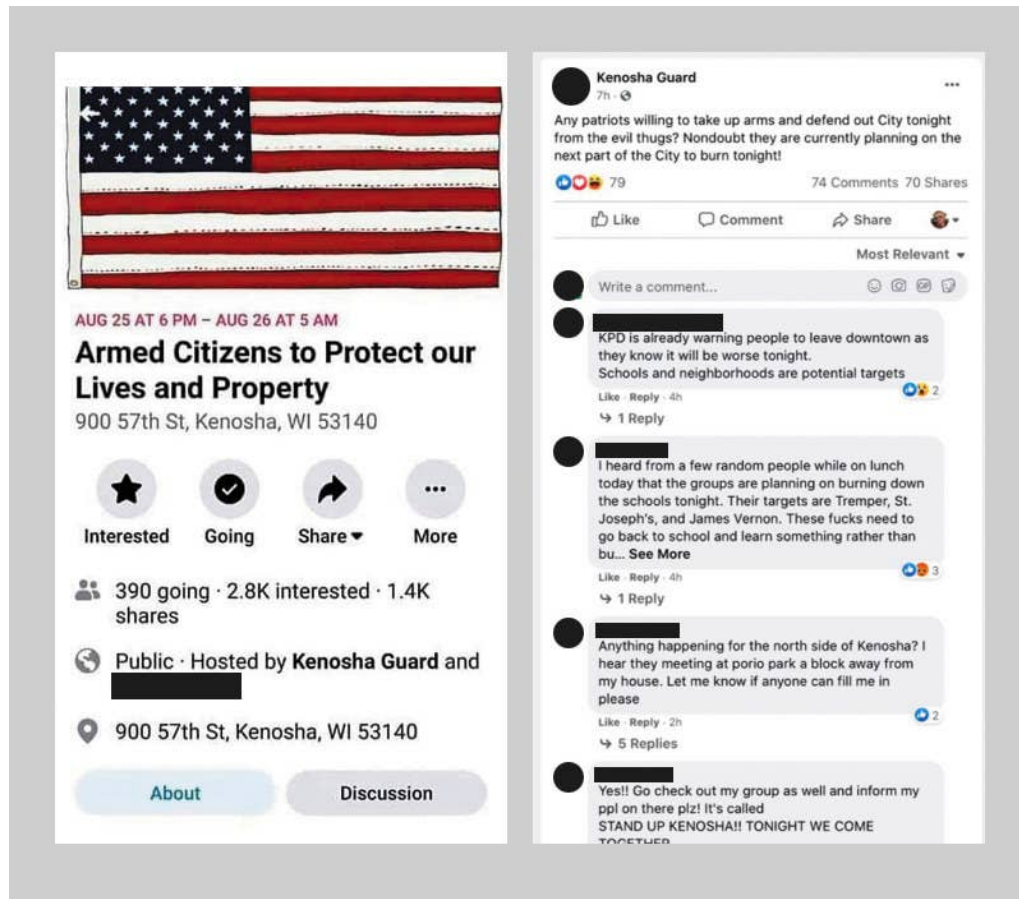 AUG 25 AT 6 PM – AUG 26 AT 5 AM
Armed Citizens to Protect our
Lives and Property
900 57th St, Kenosha, WI 53140
Interested
Going
Share
More
390 going · 2.8K interested · 1.4K
shares
Public · Hosted by Kenosha Guard and
900 57th St, Kenosha, WI 53140
About
Discussion
Kenosha Guard
7h ·
Any patriots willing to take up arms and defend out City tonight
from the evil thugs? Nondoubt they are currently planning on the
next part of the City to burn tonight!
79
74 Comments 70 Shares
Like
Comment
Share
Most Relevant
Write a comment...
GIF
KPD is already warning people to leave downtown as
they know it will be worse tonight.
Schools and neighborhoods are potential targets
2
Like · Reply · 4h
1 Reply
I heard from a few random people while on lunch
today that the groups are planning on burning down
the schools tonight. Their targets are Tremper, St.
Joseph's, and James Vernon. These fucks need to
go back to school and learn something rather than
bu... See More
3
Like · Reply · 4h
1 Reply
Anything happening for the north side of Kenosha? I
hear they meeting at porio park a block away from
my house. Let me know if anyone can fill me in
please
2
Like · Reply · 2h
5 Replies
Yes!! Go check out my group as well and inform my
ppl on there plz! It's called
STAND UP KENOSHA!! TONIGHT WE COME
TOGETHER